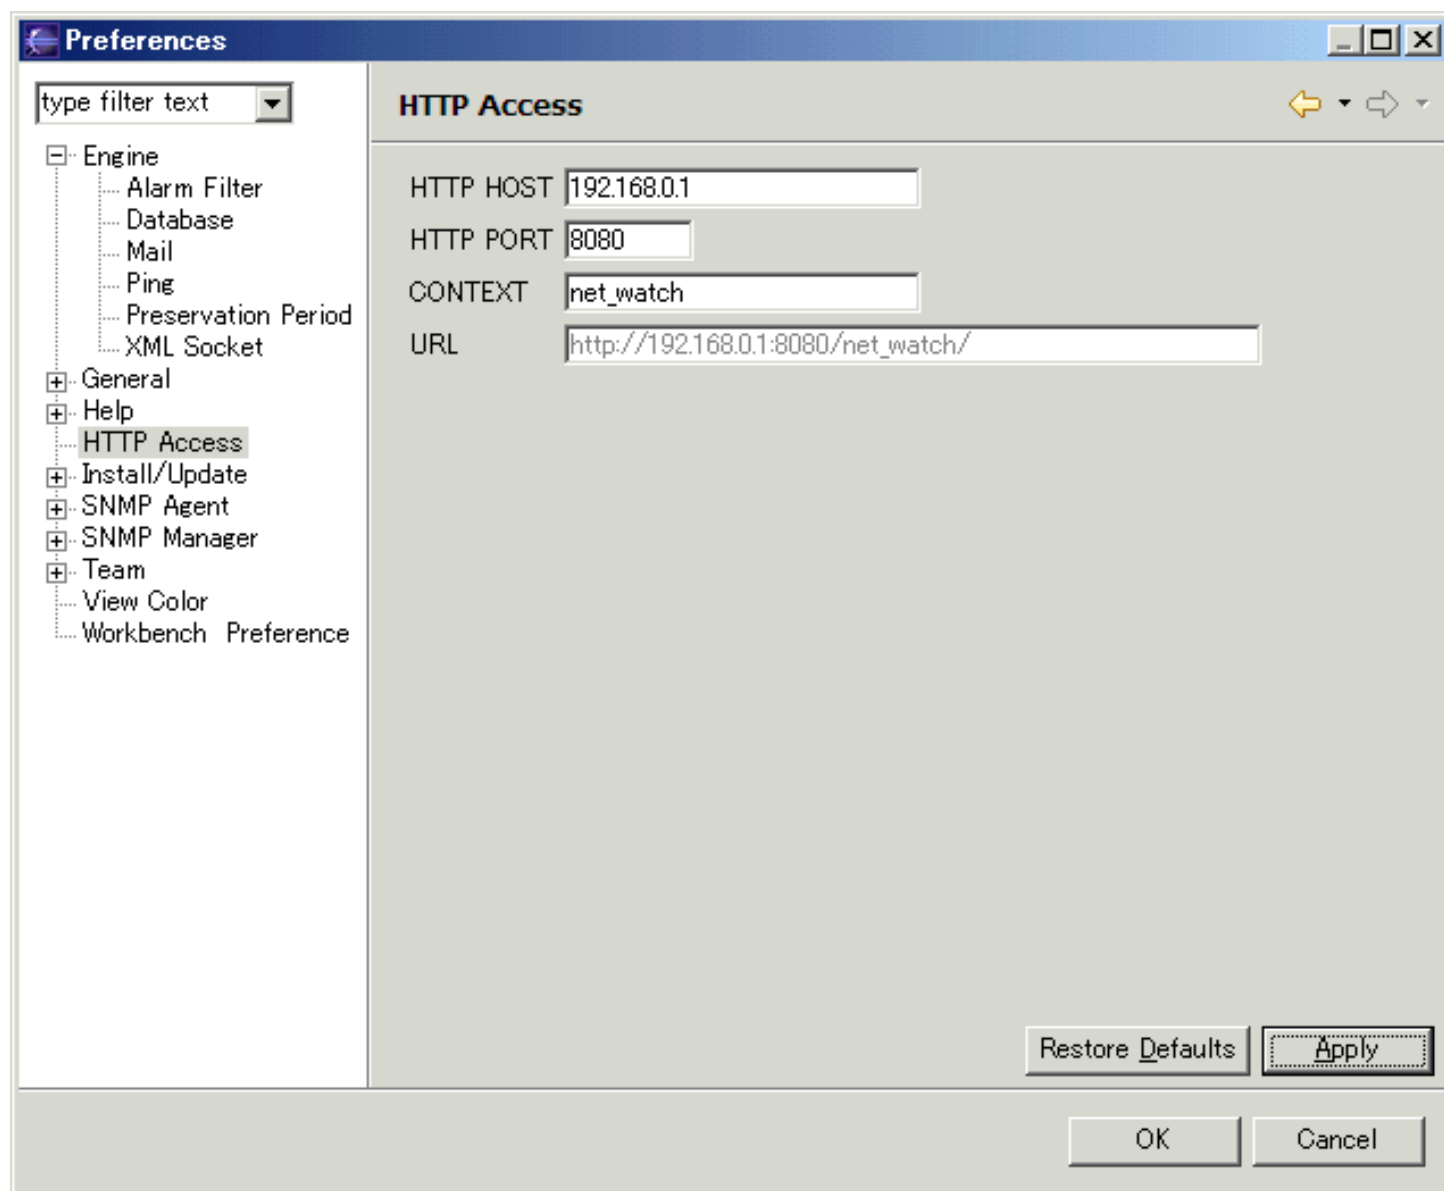 Preferences
type filter text
Engine
Alarm Filter
Database
Mail
Ping
Preservation Period
XML Socket
General
Help
HTTP Access
Install/Update
SNMP Agent
SNMP Manager
Team
View Color
Workbench Preference
HTTP Access
HTTP HOST 192.168.0.1
HTTP PORT 8080
CONTEXT net_watch
URL http://192.168.0.1:8080/net_watch/
Restore Defaults Apply
OK Cancel